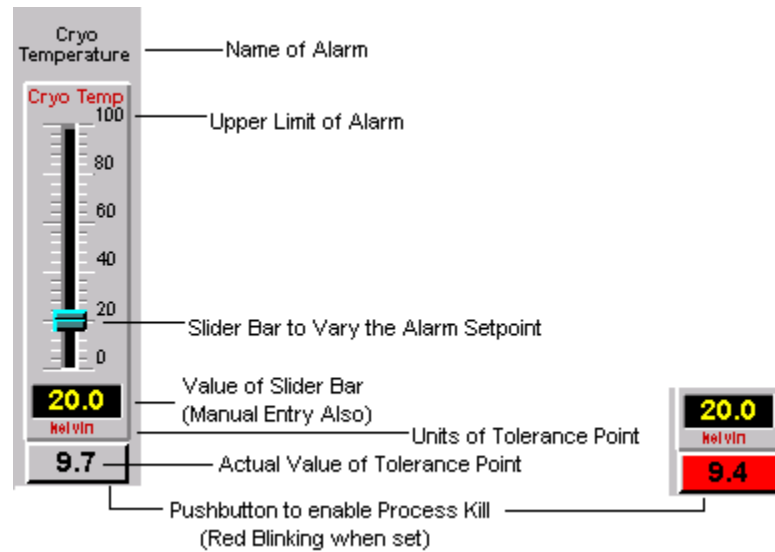 Cryo
Temperature
Name of Alarm
Cryo Temp
100
Upper Limit of Alarm
80
60
40
20
Slider Bar to Vary the Alarm Setpoint
0
20.0
Value of Slider Bar
(Manual Entry Also)
20.0
Kelvin
Units of Tolerance Point
Kelvin
9.7
Actual Value of Tolerance Point
9.4
Pushbutton to enable Process Kill
(Red Blinking when set)